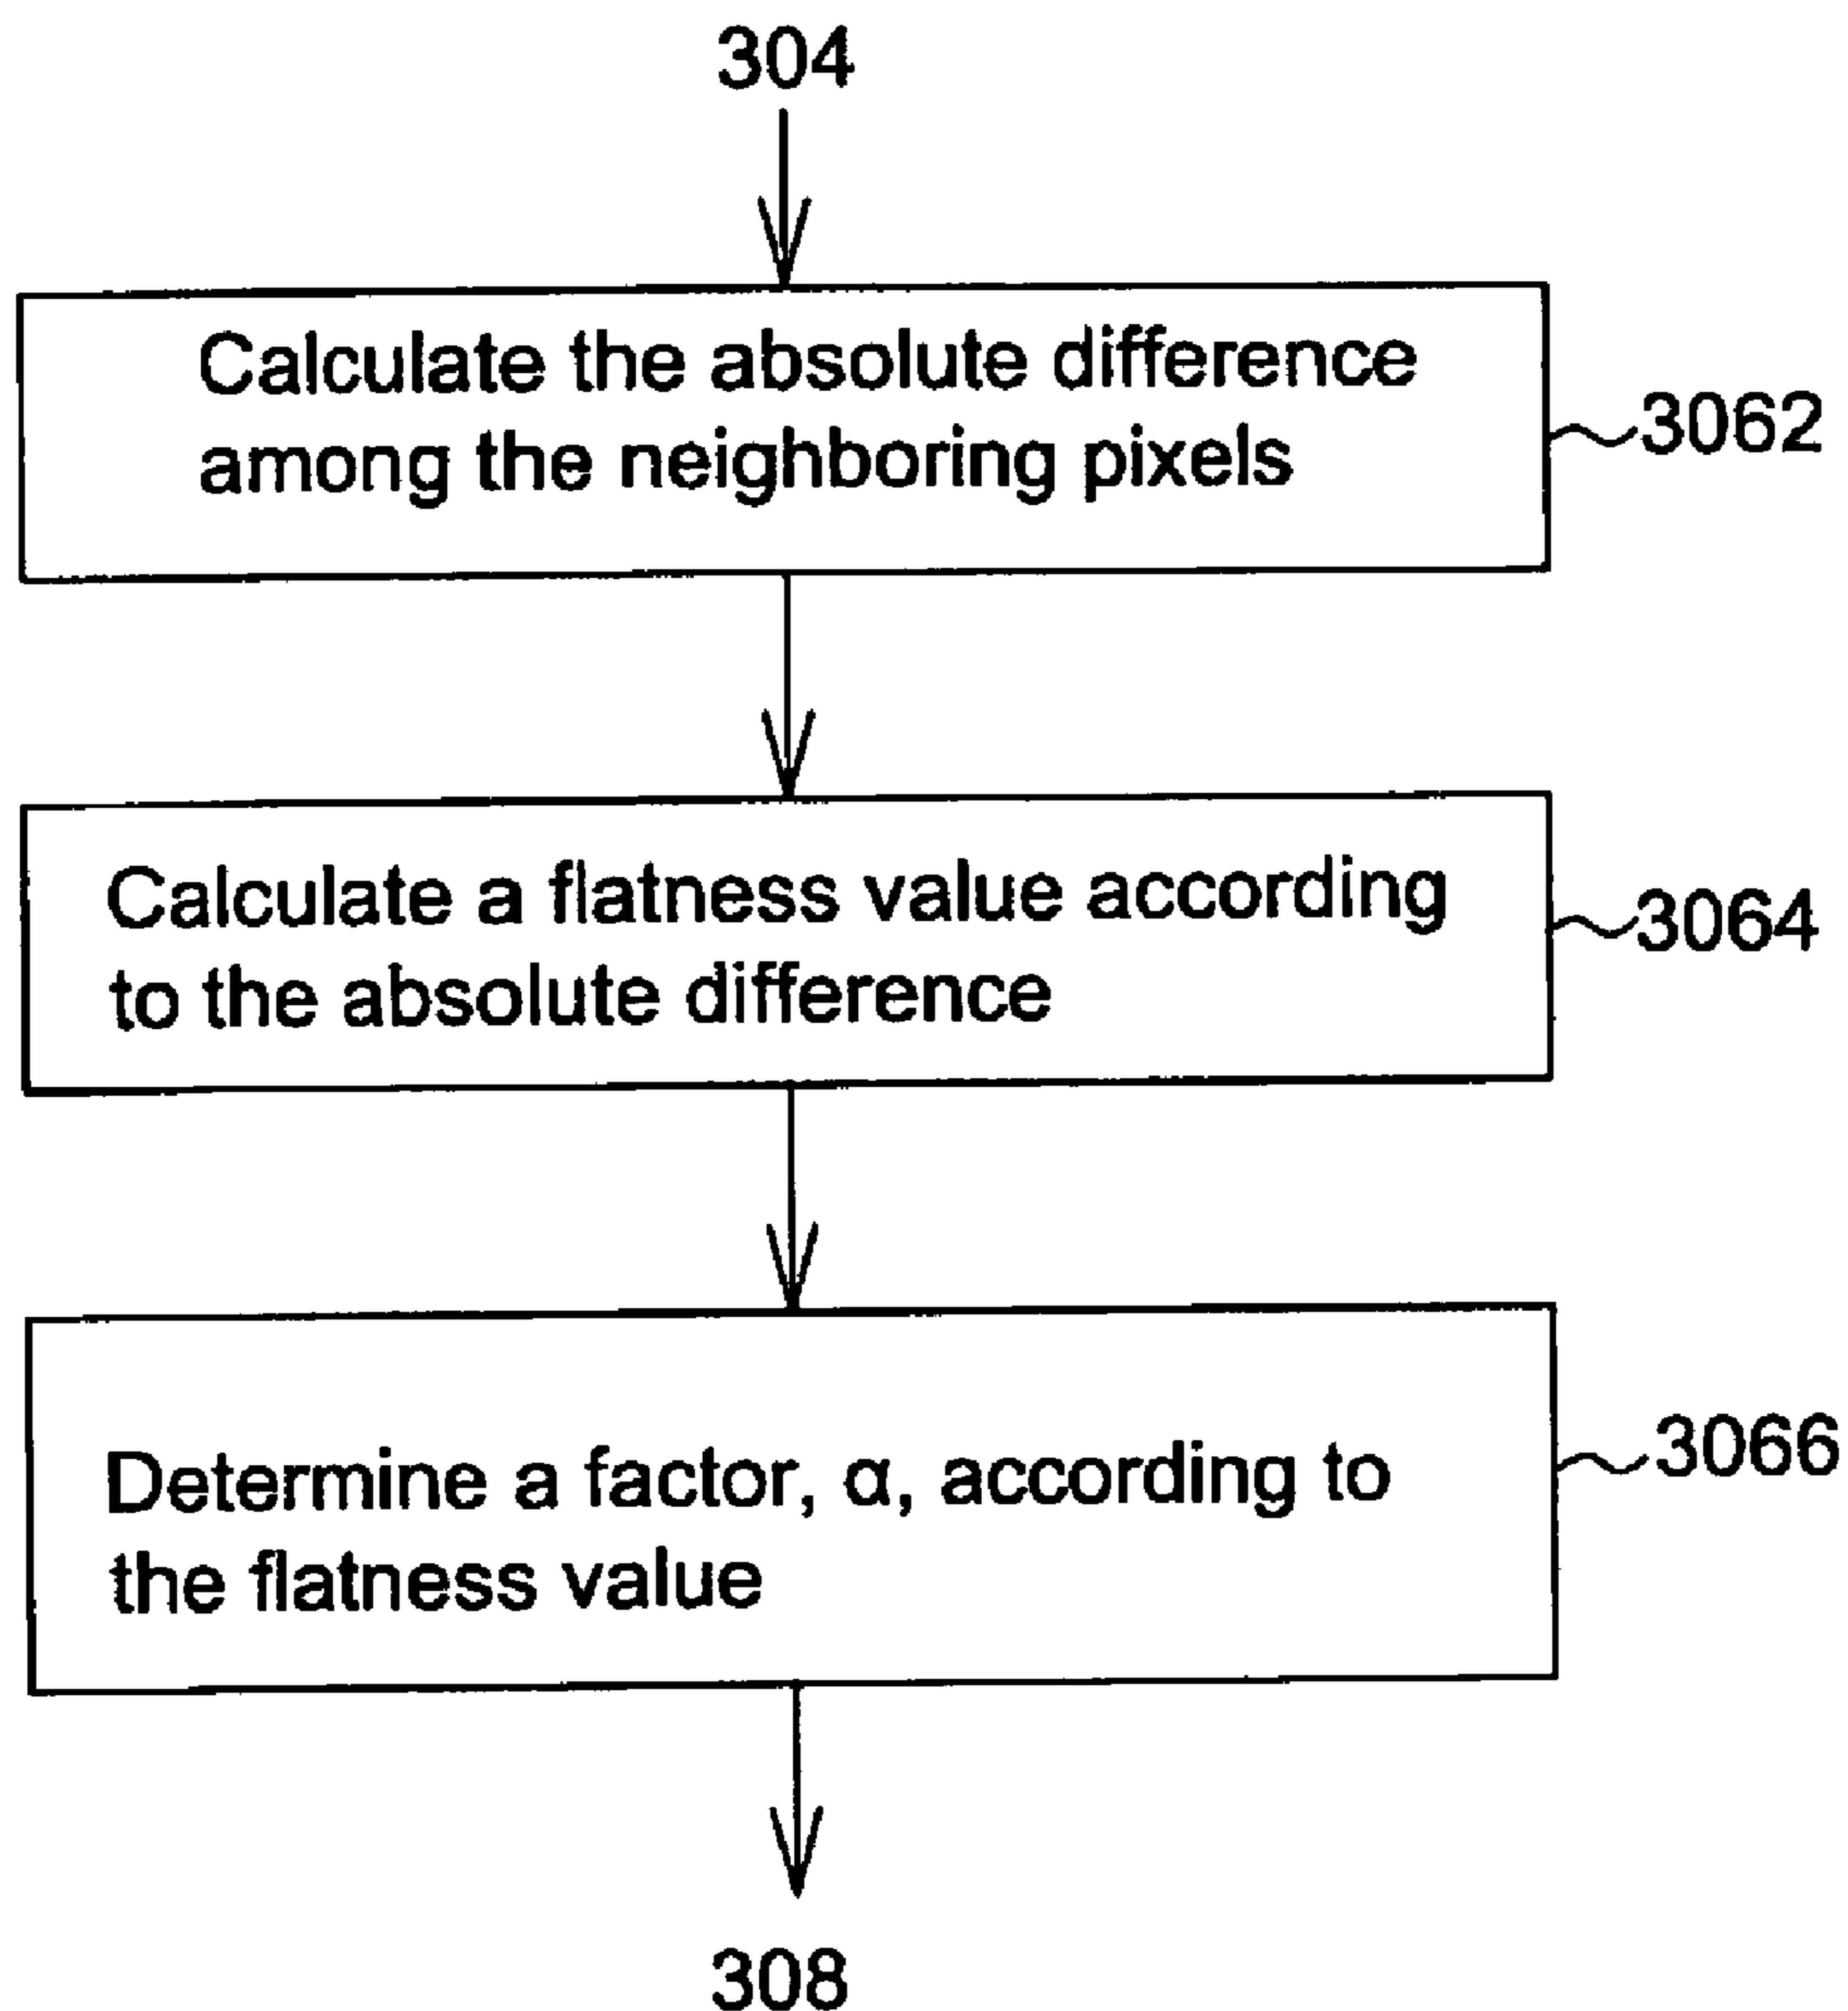 304
Calculate the absolute difference
among the neighboring pixels
3062
Calculate a flatness value according
to the absolute difference
3064
Determine a factor, α, according to
the flatness value
3066
308